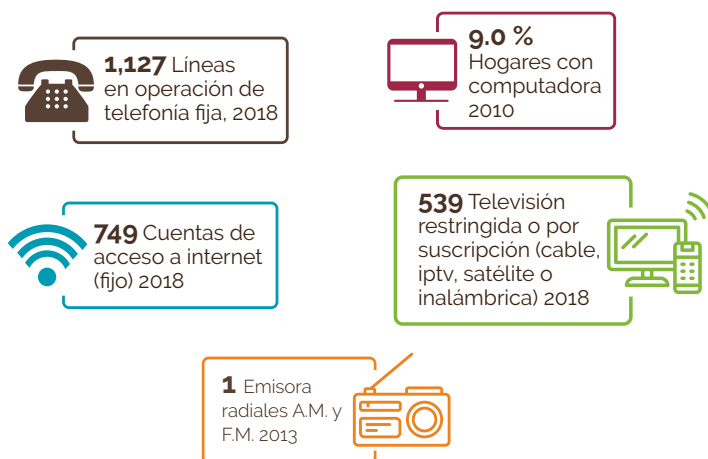 1,127 Líneas
en operación de
telefonía fija, 2018
9.0 %
Hogares con
computadora
2010
749 Cuentas de
acceso a internet
(fijo) 2018
539 Televisión
restringida o por
suscripción (cable,
iptv, satélite o
inalámbrica) 2018
1 Emisora
radiales A.M. y
F.M. 2013